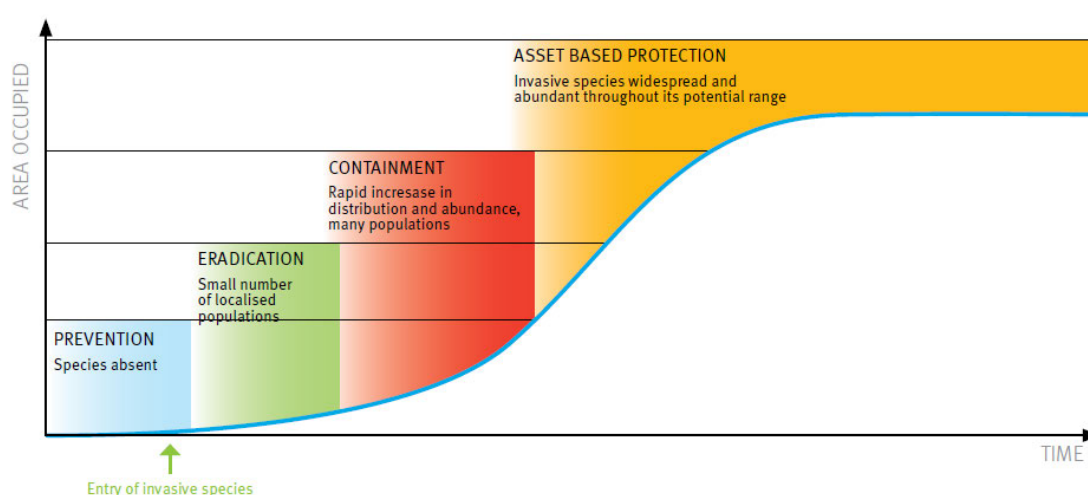 AREA OCCUPIED
ASSET BASED PROTECTION
Invasive species widespread and
abundant throughout its potential range
CONTAINMENT
Rapid incresase in
distribution and abundance,
many populations
ERADICATION
Small number
of localised
populations
PREVENTION
Species absent
TIME
Entry of invasive species